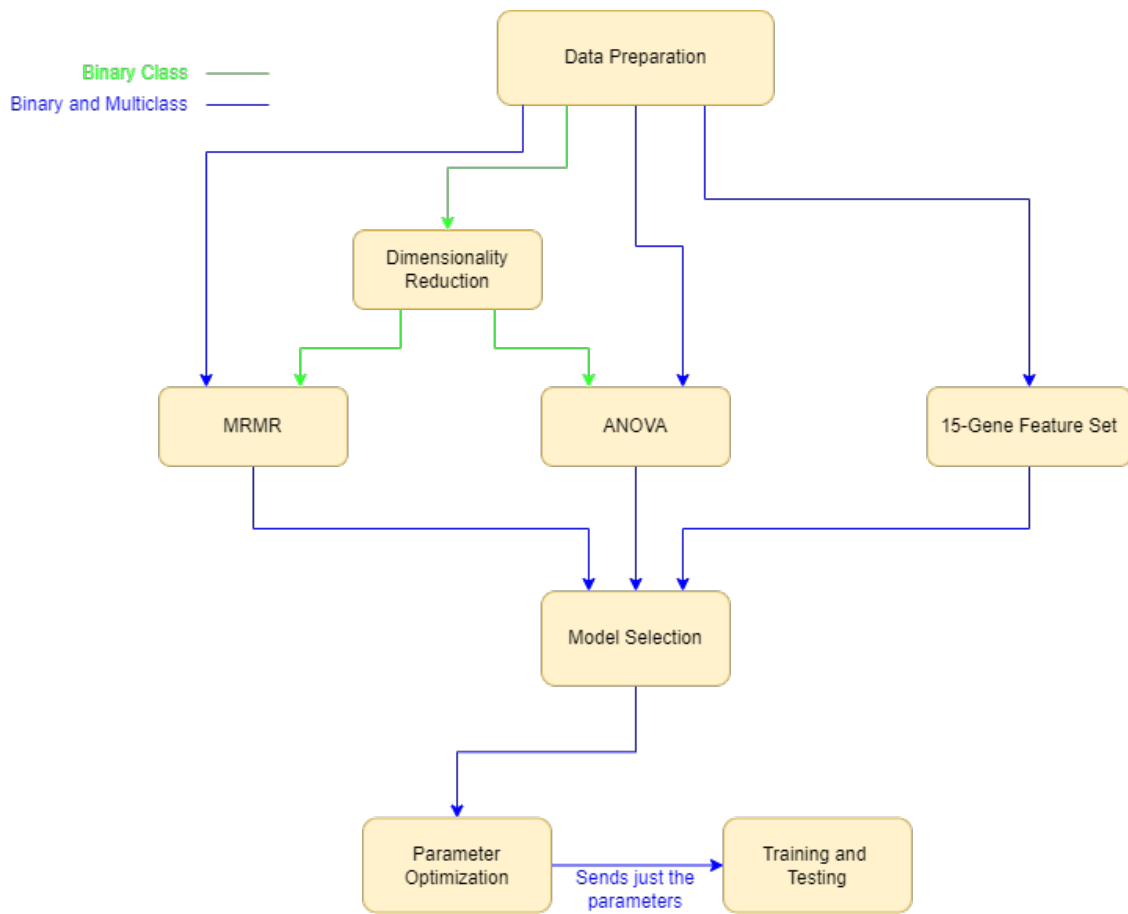 Data Preparation
Binary Class
Binary and Multiclass
Dimensionality
Reduction
MRMR
ANOVA
15-Gene Feature Set
Model Selection
Parameter
Optimization
Sends just the
parameters
Training and
Testing